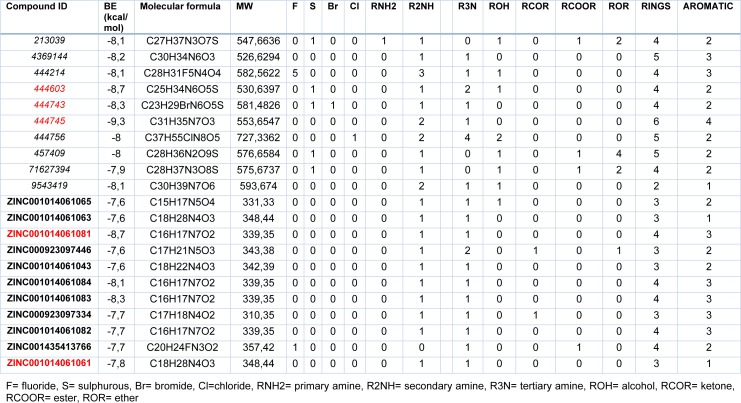 Compound ID BE (kcal/mol) Molecular formula MW F S Br Cl RNH2 R2NH R3N ROH RCOR RCOOR ROR RINGS AROMATIC
213039 -8,1 C27H37N3O7S 547,6636 0 1 0 0 1 1 0 1 0 1 2 4 2
4369144 -8,2 C30H34N6O3 526,6294 0 0 0 0 0 1 1 0 0 0 0 5 3
444214 -8,1 C28H31F5N4O4 582,5622 5 0 0 0 0 3 1 1 0 0 0 4 3
444603 -8,7 C25H34N6O5S 530,6397 0 1 0 0 0 1 2 1 0 0 0 4 2
444743 -8,3 C23H29BrN6O5S 581,4826 0 1 1 0 0 1 1 0 0 0 0 4 2
444745 -9,3 C31H35N7O3 553,6547 0 0 0 0 0 2 1 0 0 0 0 6 4
444756 -8 C37H55ClN8O5 727,3362 0 0 0 1 0 2 4 2 0 0 0 5 2
457409 -8 C28H36N2O9S 576,6584 0 1 0 0 0 1 0 1 0 1 4 5 2
71627394 -7,9 C28H37N3O8S 575,6737 0 1 0 0 0 1 0 1 0 1 2 4 2
9543419 -8,1 C30H39N7O6 593,674 0 0 0 0 0 2 1 1 0 0 0 2 1
ZINC001014061065 -7,6 C15H17N5O4 331,33 0 0 0 0 0 1 1 0 0 0 0 3 2
ZINC001014061063 -7,6 C18H28N4O3 348,44 0 0 0 0 0 1 1 0 0 0 0 3 1
ZINC001014061081 -8,7 C16H17N7O2 339,35 0 0 0 0 0 1 1 0 0 0 0 4 3
ZINC000923097446 -7,6 C17H21N5O3 343,38 0 0 0 0 0 1 2 0 1 0 1 3 2
ZINC001014061043 -7,6 C18H22N4O3 342,39 0 0 0 0 0 1 1 0 0 0 0 3 2
ZINC001014061084 -8,1 C16H17N7O2 339,35 0 0 0 0 0 1 1 0 0 0 0 4 3
ZINC001014061083 -8,3 C16H17N7O2 339,35 0 0 0 0 0 1 1 0 0 0 0 4 3
ZINC000923097334 -7,7 C17H18N4O2 310,35 0 0 0 0 0 1 1 0 1 0 0 3 2
ZINC001014061082 -7,7 C16H17N7O2 339,35 0 0 0 0 0 1 1 0 0 0 0 4 3
ZINC001435413766 -7,7 C20H24FN3O2 357,42 1 0 0 0 0 0 1 0 0 1 0 4 2
ZINC001014061061 -7,8 C18H28N4O3 348,44 0 0 0 0 0 1 1 0 0 0 0 3 1
F= fluoride, S= sulphurous, Br= bromide, Cl=chloride, RNH2= primary amine, R2NH= secondary amine, R3N= tertiary amine, ROH= alcohol, RCOR= ketone,
RCOOR= ester, ROR= ether